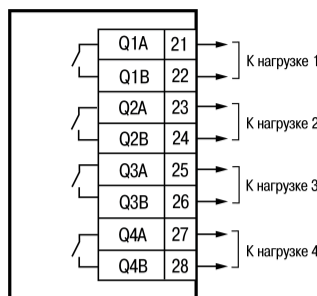 Q1A 21
Q1B 22
К нагрузке 1
Q2A 23
Q2B 24
К нагрузке 2
Q3A 25
Q3B 26
К нагрузке 3
Q4A 27
Q4B 28
К нагрузке 4